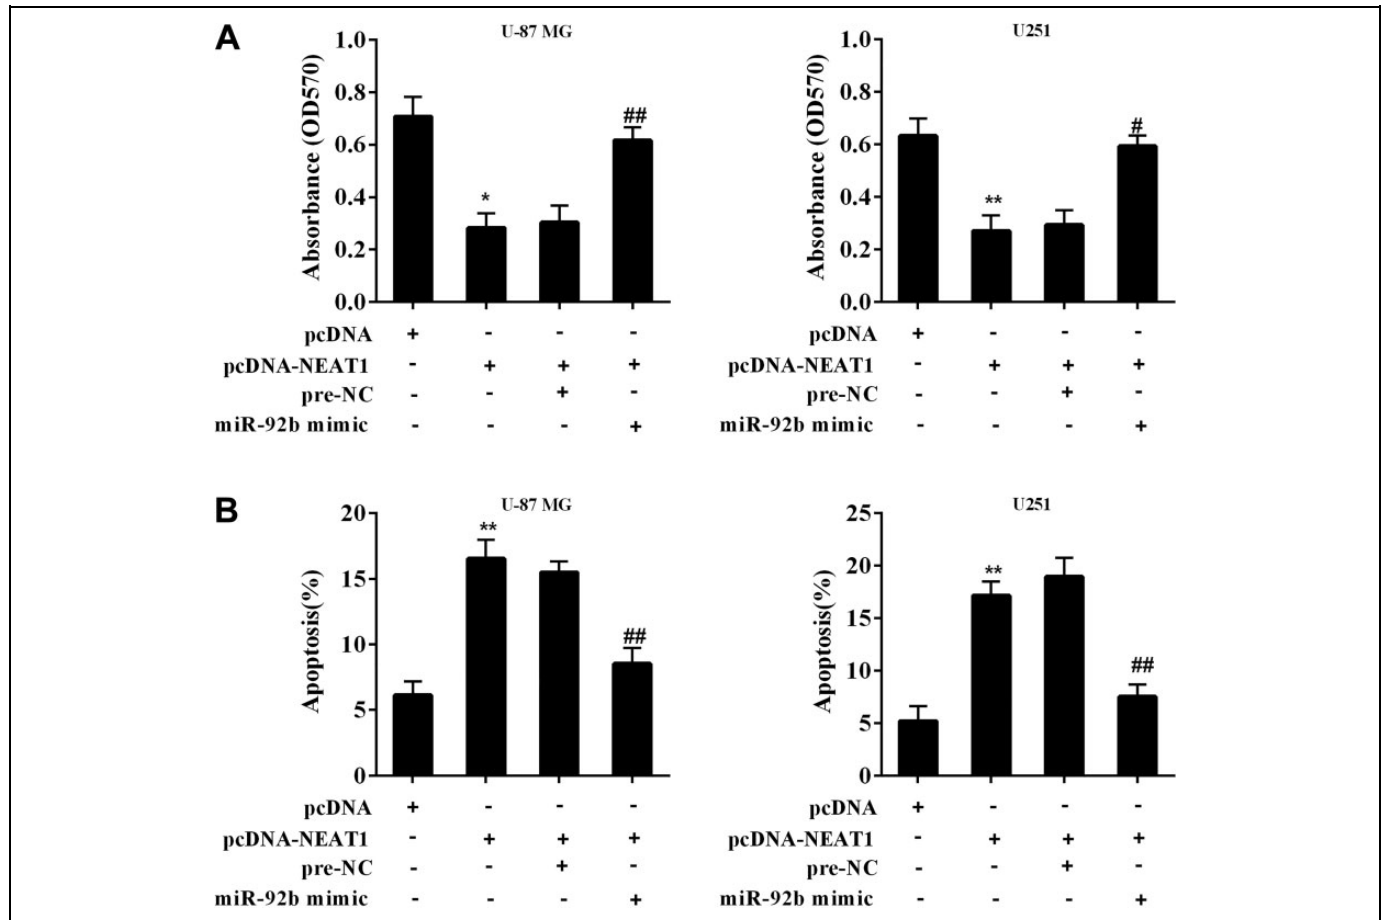 A
U-87 MG
1.0
0.8
0.6
0.4
0.2
0.0
Absorbance (OD570)
*
##
pcDNA + - - -
pcDNA-NEAT1 - + + +
pre-NC - - + -
miR-92b mimic - - - +
U251
1.0
0.8
0.6
0.4
0.2
0.0
Absorbance (OD570)
**
#
pcDNA + - - -
pcDNA-NEAT1 - + + +
pre-NC - - + -
miR-92b mimic - - - +
B
U-87 MG
20
15
10
5
0
Apoptosis(%)
**
##
pcDNA + - - -
pcDNA-NEAT1 - + + +
pre-NC - - + -
miR-92b mimic - - - +
U251
25
20
15
10
5
0
Apoptosis(%)
**
##
pcDNA + - - -
pcDNA-NEAT1 - + + +
pre-NC - - + -
miR-92b mimic - - - +